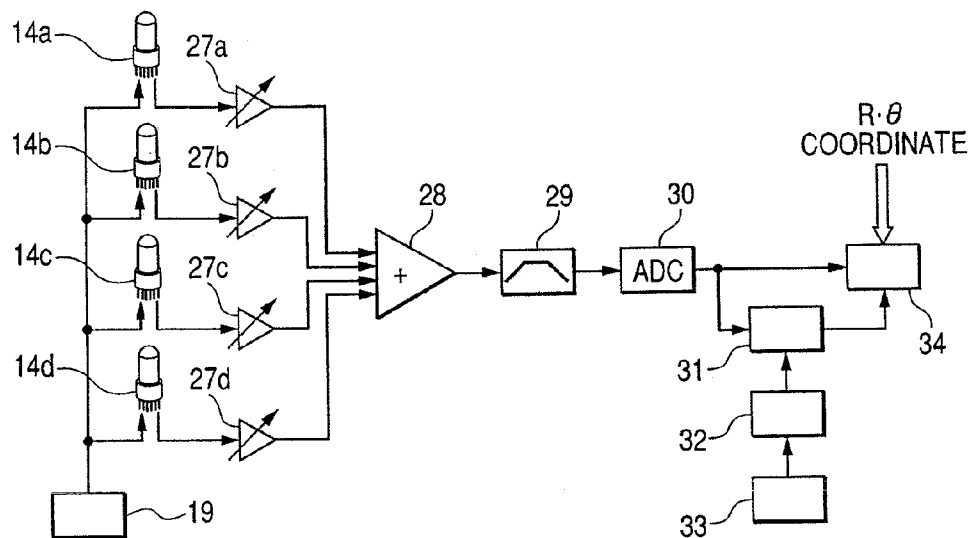 14a
27a
R·θ
COORDINATE
14b
27b
28
29
30
+
ADC
14c
27c
31
34
14d
27d
32
33
19